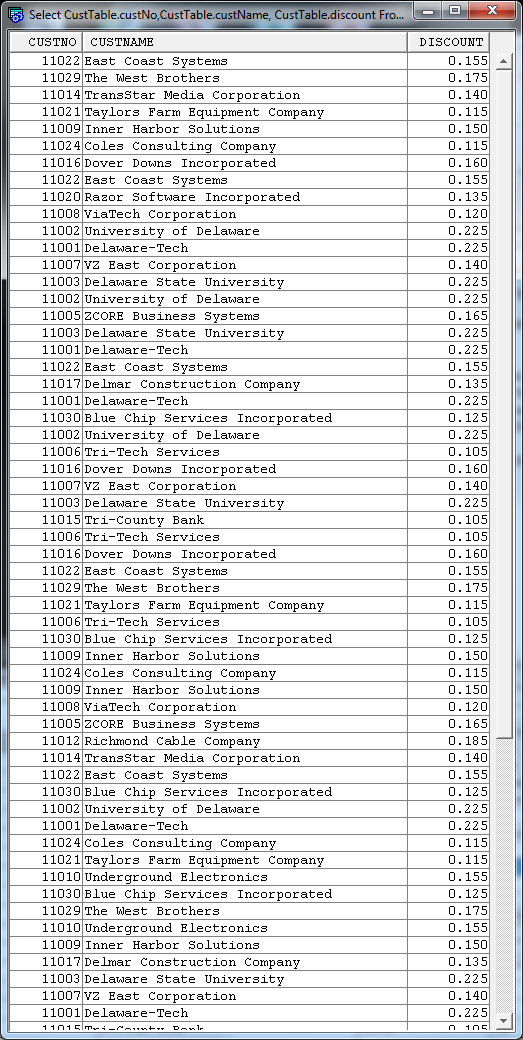 Select CustTable.custNo,CustTable.custName, CustTable.discount Fro...
CUSTNO CUSTNAME DISCOUNT
11022 East Coast Systems 0.155
11029 The West Brothers 0.175
11014 TransStar Media Corporation 0.140
11021 Taylors Farm Equipment Company 0.115
11009 Inner Harbor Solutions 0.150
11024 Coles Consulting Company 0.115
11016 Dover Downs Incorporated 0.160
11022 East Coast Systems 0.155
11020 Razor Software Incorporated 0.135
11008 ViaTech Corporation 0.120
11002 University of Delaware 0.225
11001 Delaware-Tech 0.225
11007 VZ East Corporation 0.140
11003 Delaware State University 0.225
11002 University of Delaware 0.225
11005 ZCORE Business Systems 0.165
11003 Delaware State University 0.225
11001 Delaware-Tech 0.225
11022 East Coast Systems 0.155
11017 Delmar Construction Company 0.135
11001 Delaware-Tech 0.225
11030 Blue Chip Services Incorporated 0.125
11002 University of Delaware 0.225
11006 Tri-Tech Services 0.105
11016 Dover Downs Incorporated 0.160
11007 VZ East Corporation 0.140
11003 Delaware State University 0.225
11015 Tri-County Bank 0.105
11006 Tri-Tech Services 0.105
11016 Dover Downs Incorporated 0.160
11022 East Coast Systems 0.155
11029 The West Brothers 0.175
11021 Taylors Farm Equipment Company 0.115
11006 Tri-Tech Services 0.105
11030 Blue Chip Services Incorporated 0.125
11009 Inner Harbor Solutions 0.150
11024 Coles Consulting Company 0.115
11009 Inner Harbor Solutions 0.150
11008 ViaTech Corporation 0.120
11005 ZCORE Business Systems 0.165
11012 Richmond Cable Company 0.185
11014 TransStar Media Corporation 0.140
11022 East Coast Systems 0.155
11030 Blue Chip Services Incorporated 0.125
11002 University of Delaware 0.225
11001 Delaware-Tech 0.225
11024 Coles Consulting Company 0.115
11021 Taylors Farm Equipment Company 0.115
11010 Underground Electronics 0.155
11030 Blue Chip Services Incorporated 0.125
11029 The West Brothers 0.175
11010 Underground Electronics 0.155
11009 Inner Harbor Solutions 0.150
11017 Delmar Construction Company 0.135
11003 Delaware State University 0.225
11007 VZ East Corporation 0.140
11001 Delaware-Tech 0.225
11015 Tri-County Bank 0.105